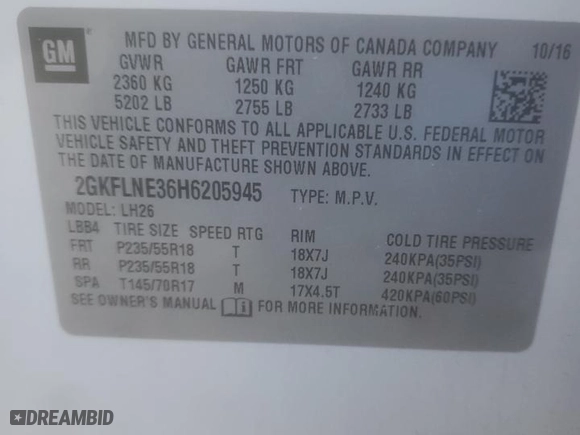 GM
MFD BY GENERAL MOTORS OF CANADA COMPANY 10/16
GVWR GAWR FRT GAWR RR
2360 KG 1250 KG 1240 KG
5202 LB 2755 LB 2733 LB
THIS VEHICLE CONFORMS TO ALL APPLICABLE U.S. FEDERAL MOTOR
VEHICLE SAFETY AND THEFT PREVENTION STANDARDS IN EFFECT ON
THE DATE OF MANUFACTURE SHOWN ABOVE.
2GKFLNE36H6205945 TYPE: M.P.V.
MODEL: LH26
LBB4 TIRE SIZE SPEED RTG RIM COLD TIRE PRESSURE
FRT P235/55R18 T 18X7J 240KPA(35PSI)
RR P235/55R18 T 18X7J 240KPA(35PSI)
SPA T145/70R17 M 17X4.5T 420KPA(60PSI)
SEE OWNER'S MANUAL FOR MORE INFORMATION.
DREAMBID